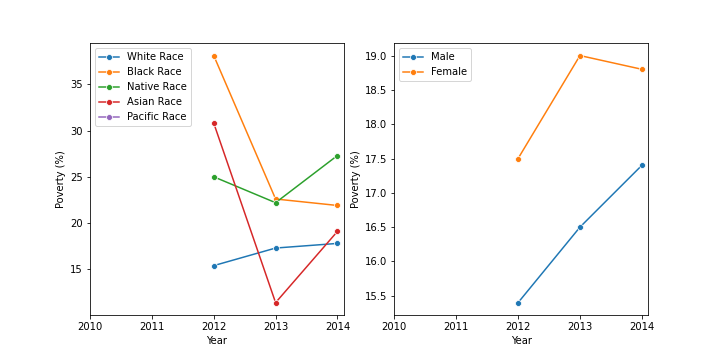 White Race
Black Race
Native Race
Asian Race
Pacific Race
35
30
25
20
15
Poverty (%)
2010 2011 2012 2013 2014
Year
Male
Female
19.0
18.5
18.0
17.5
17.0
16.5
16.0
15.5
Poverty (%)
2010 2011 2012 2013 2014
Year